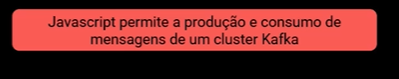 Javascript permite a produção e consumo de
mensagens de um cluster Kafka